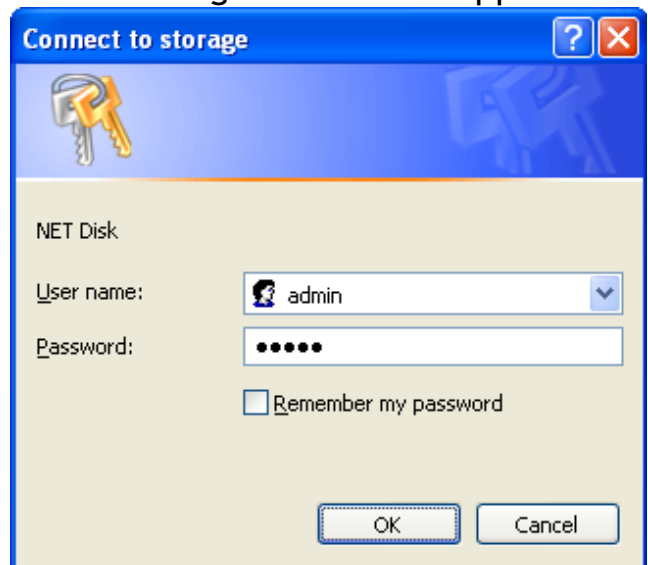 Connect to storage
NET Disk
User name:
admin
Password:
●●●●●
Remember my password
OK
Cancel